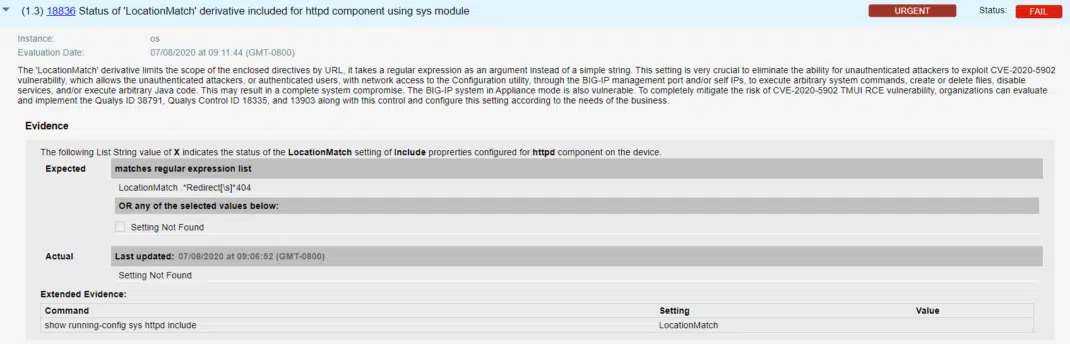 (1.3) 18836 Status of 'LocationMatch' derivative included for httpd component using sys module URGENT Status: FAIL
Instance: os
Evaluation Date: 07/08/2020 at 09:11:44 (GMT-0800)
The 'LocationMatch' derivative limits the scope of the enclosed directives by URL, it takes a regular expression as an argument instead of a simple string. This setting is very crucial to eliminate the ability for unauthenticated attackers to exploit CVE-2020-5902
vulnerability, which allows the unauthenticated attackers, or authenticated users, with network access to the Configuration utility, through the BIG-IP management port and/or self IPs, to execute arbitrary system commands, create or delete files, disable
services, and/or execute arbitrary Java code. This may result in a complete system compromise. The BIG-IP system in Appliance mode is also vulnerable. To completely mitigate the risk of CVE-2020-5902 TMUI RCE vulnerability, organizations can evaluate
and implement the Qualys ID 38791, Qualys Control ID 18335, and 13903 along with this control and configure this setting according to the needs of the business.
Evidence
The following List String value of X indicates the status of the LocationMatch setting of include proprerties configured for httpd component on the device.
Expected matches regular expression list
LocationMatch .*Redirect[\s]*404
OR any of the selected values below:
Setting Not Found
Actual Last updated: 07/08/2020 at 09:06:52 (GMT-0800)
Setting Not Found
Extended Evidence:
Command Setting Value
show running-config sys httpd include LocationMatch